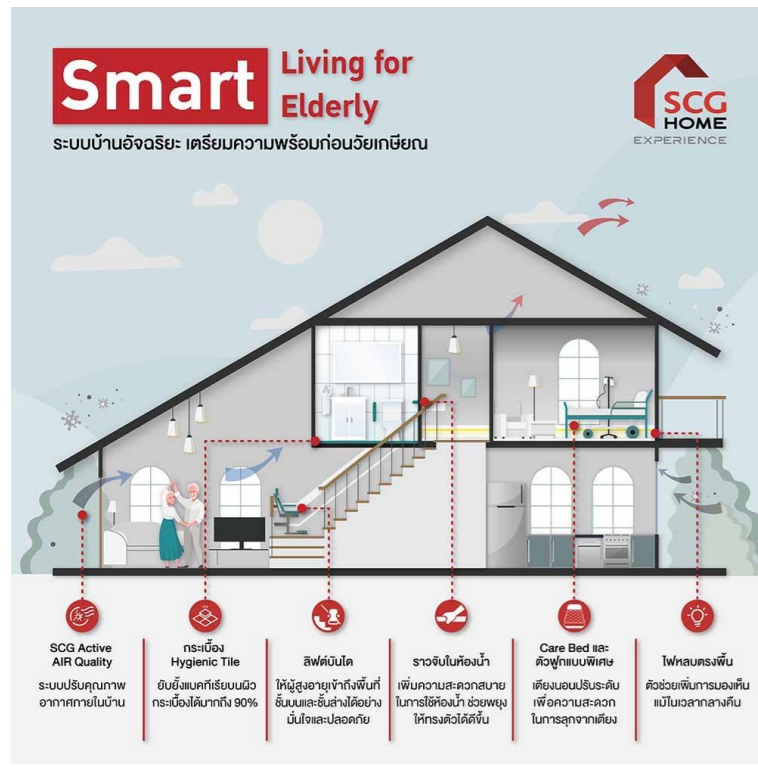 Smart
Living for
Elderly
ระบบบ้านอัจฉริยะ เตรียมความพร้อมก่อนวัยเกษียณ
SCG
HOME
EXPERIENCE
SCG Active
AIR Quality
ระบบปรับคุณภาพ
อากาศภายในบ้าน
กระเบื้อง
Hygienic Tile
ยับยั้งแบคทีเรียบนผิว
กระเบื้องได้มากถึง 90%
ลิฟต์บันได
ให้ผู้สูงอายุเข้าถึงพื้นที่
ชั้นบนและชั้นล่างได้อย่าง
มั่นใจและปลอดภัย
ราวจับในห้องน้ำ
เพิ่มความสะดวกสบาย
ในการใช้ห้องน้ำ ช่วยพยุง
ให้ทรงตัวได้ดีขึ้น
Care Bed และ
ตัวฟูกแบบพิเศษ
เตียงนอนปรับระดับ
เพื่อความสะดวก
ในการลุกจากเตียง
ไฟหลบตรงพื้น
ตัวช่วยเพิ่มการมองเห็น
แม้ในเวลากลางคืน